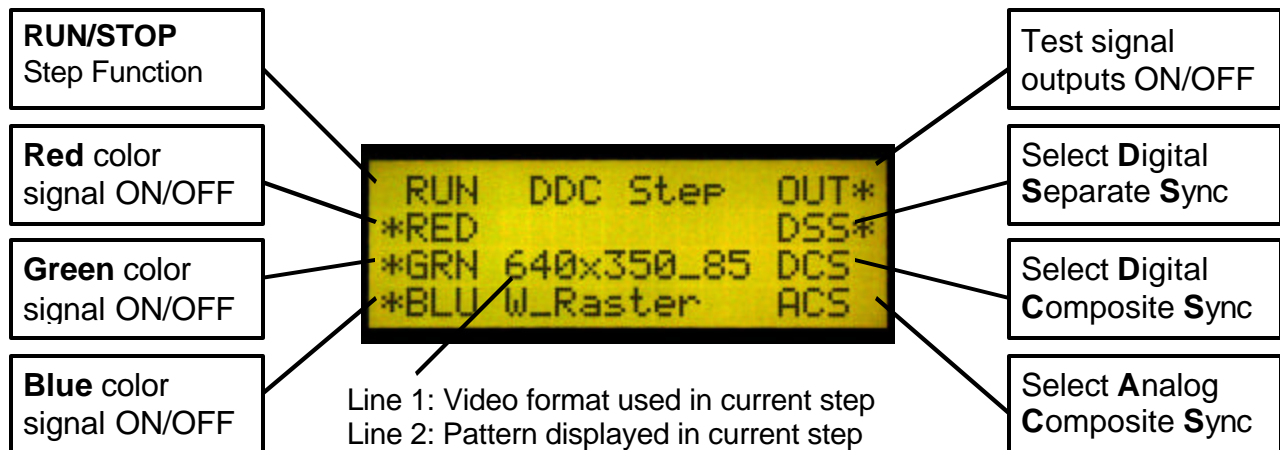 RUN/STOP
Step Function
Red color
signal ON/OFF
Green color
signal ON/OFF
Blue color
signal ON/OFF
RUN DDC Step OUT*
*RED DSS*
*GRN 640x350_85 DCS
*BLU W_Raster ACS
Line 1: Video format used in current step
Line 2: Pattern displayed in current step
Test signal
outputs ON/OFF
Select Digital
Separate Sync
Select Digital
Composite Sync
Select Analog
Composite Sync